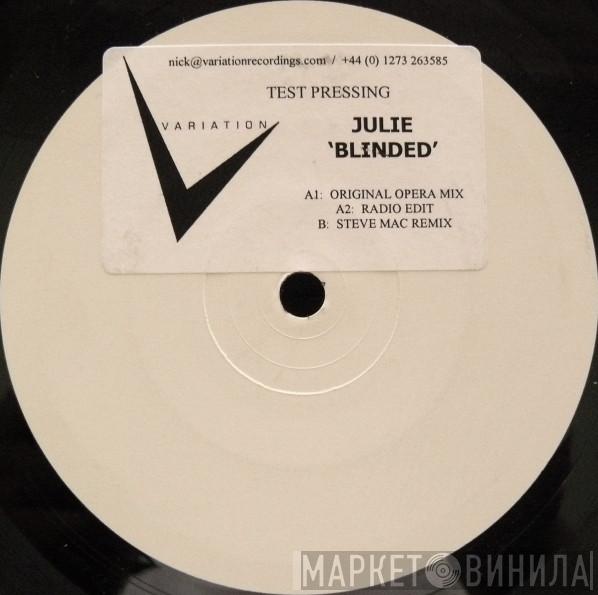 nick@variationrecordings.com / +44 (0) 1273 263585
TEST PRESSING
VARIATION
JULIE
‘BLINDED’
A1: ORIGINAL OPERA MIX
A2: RADIO EDIT
B: STEVE MAC REMIX
МАРКЕТ ВИНИЛА